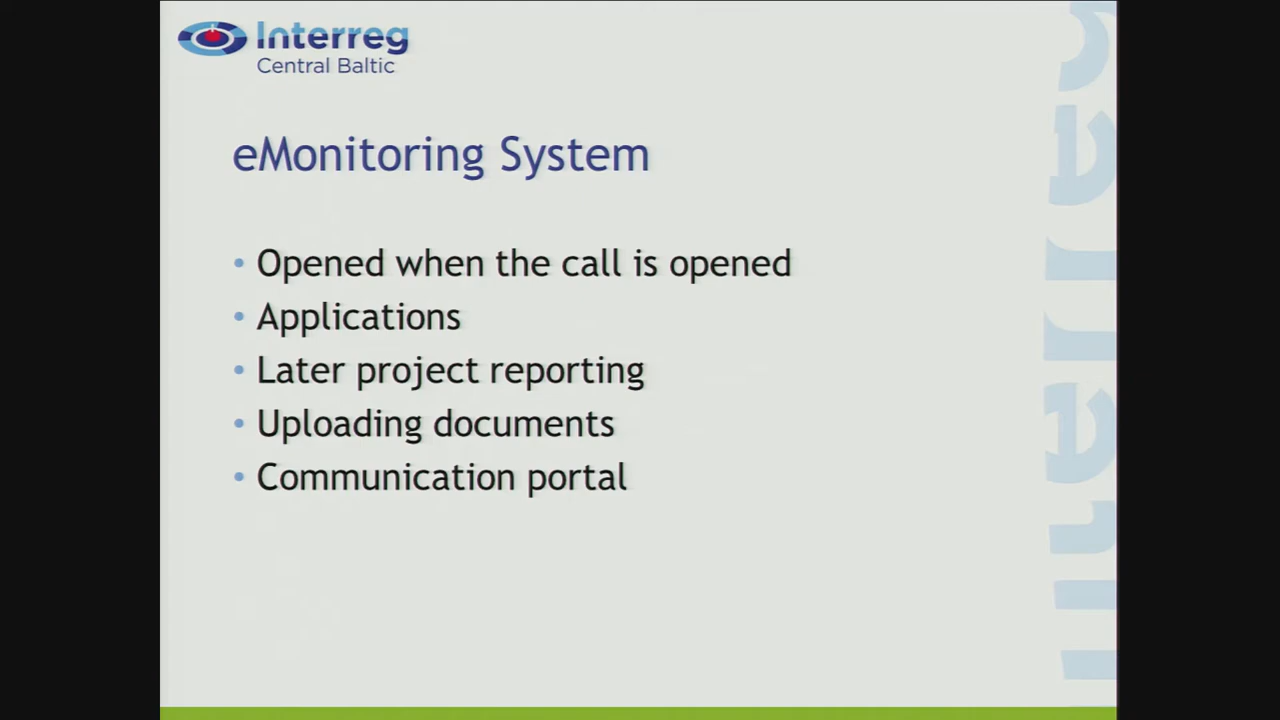 Interreg
Central Baltic
eMonitoring System
• Opened when the call is opened
• Applications
• Later project reporting
• Uploading documents
• Communication portal
Interreg